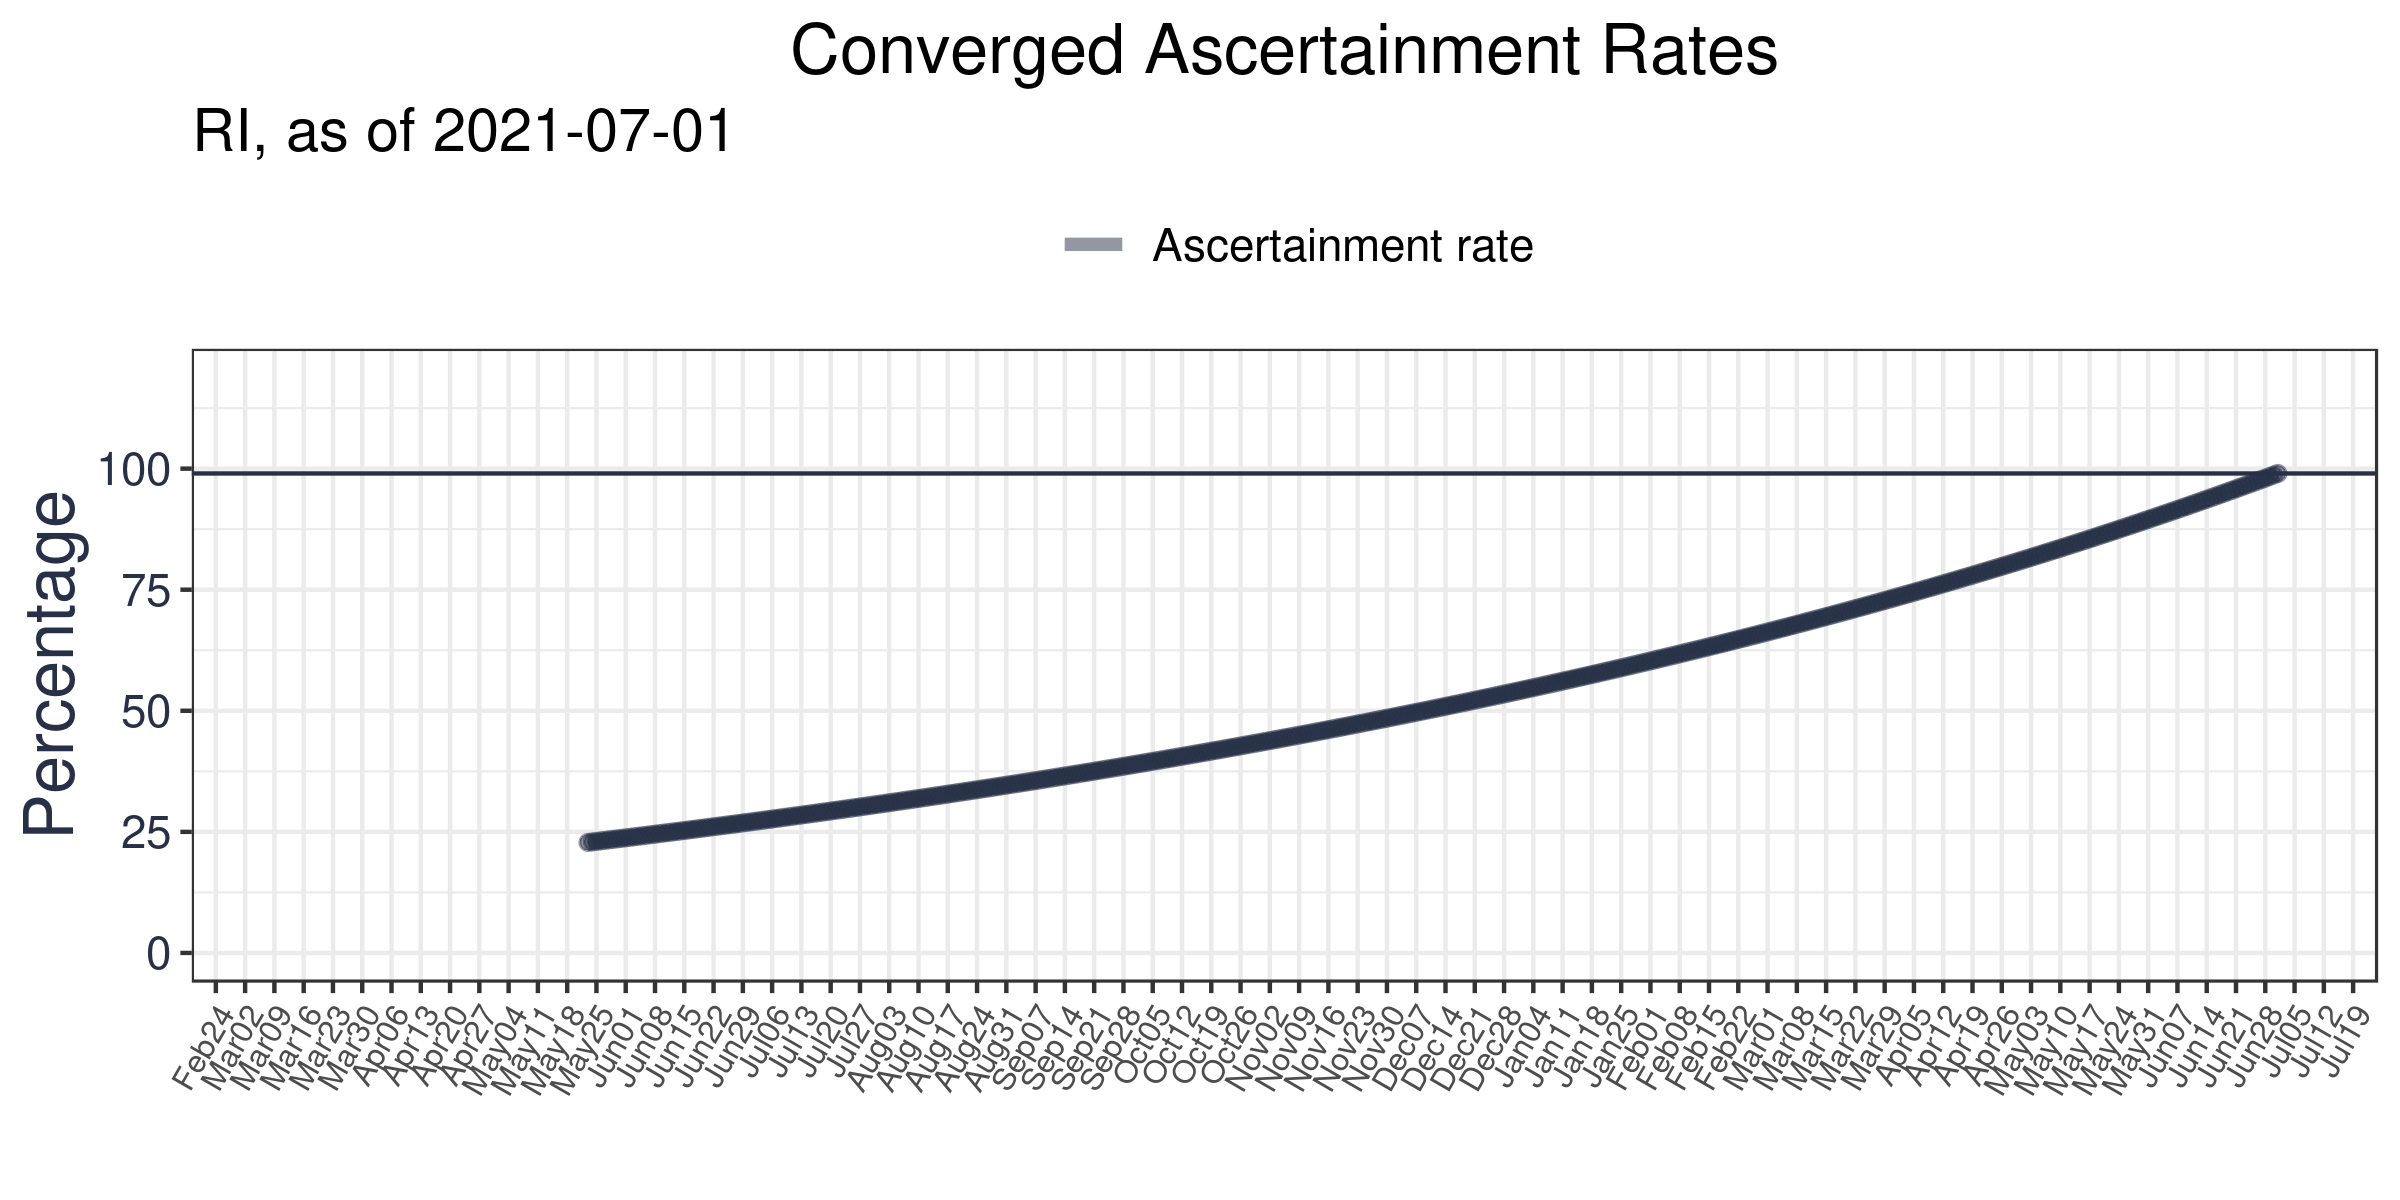 Converged Ascertainment Rates
RI, as of 2021-07-01
Ascertainment rate
Percentage
100
75
50
25
0
Feb24 Mar02 Mar09 Mar16 Mar23 Mar30 Apr06 Apr13 Apr20 Apr27 May04 May11 May18 May25 Jun01 Jun08 Jun15 Jun22 Jun29 Jul06 Jul13 Jul20 Jul27 Aug03 Aug10 Aug17 Aug24 Aug31 Sep07 Sep14 Sep21 Sep28 Oct05 Oct12 Oct19 Oct26 Nov02 Nov09 Nov16 Nov23 Nov30 Dec07 Dec14 Dec21 Dec28 Jan04 Jan11 Jan18 Jan25 Feb01 Feb08 Feb15 Feb22 Mar01 Mar08 Mar15 Mar22 Mar29 Apr05 Apr12 Apr19 Apr26 May03 May10 May17 May24 May31 Jun07 Jun14 Jun21 Jun28 Jul05 Jul12 Jul19